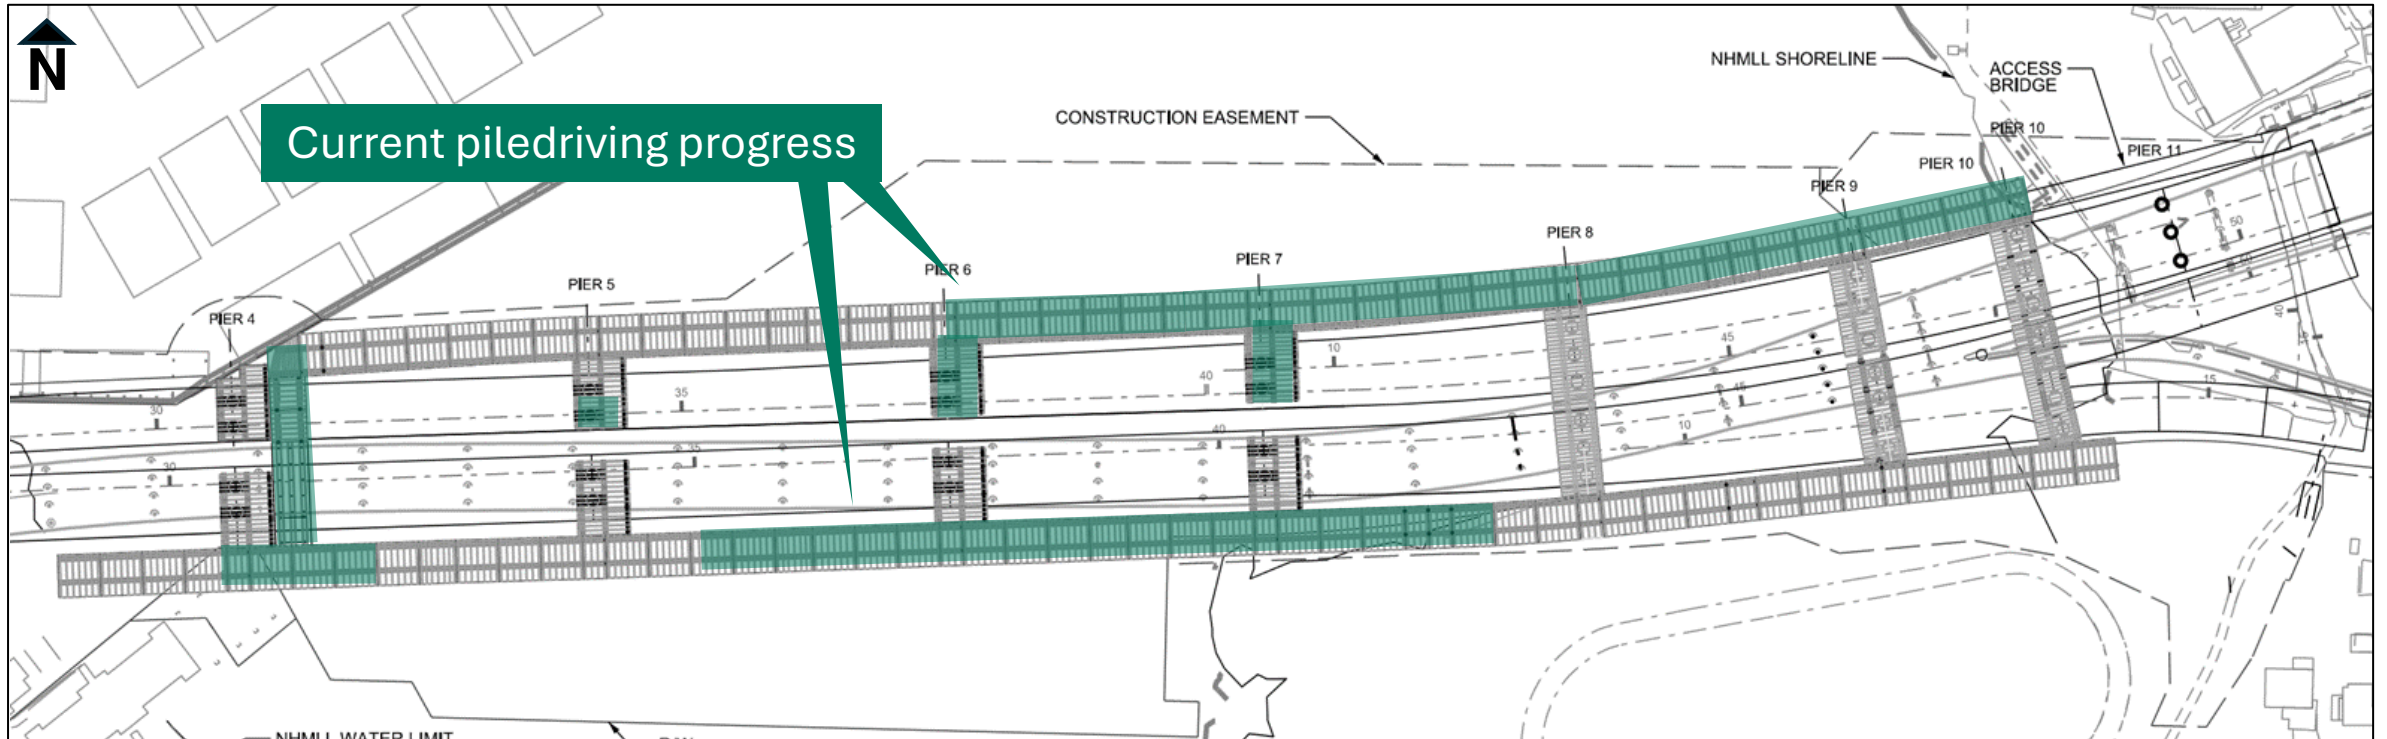 N
Current piledriving progress
CONSTRUCTION EASEMENT
NHMLL SHORELINE
ACCESS
BRIDGE
PIER 10
PIER 11
PIER 10
PIER 9
PIER 8
PIER 7
PIER 6
PIER 5
PIER 4
30
35
40
10
45
50
50
40
30
35
40
10
45
15
NHMLL WATER LIMIT